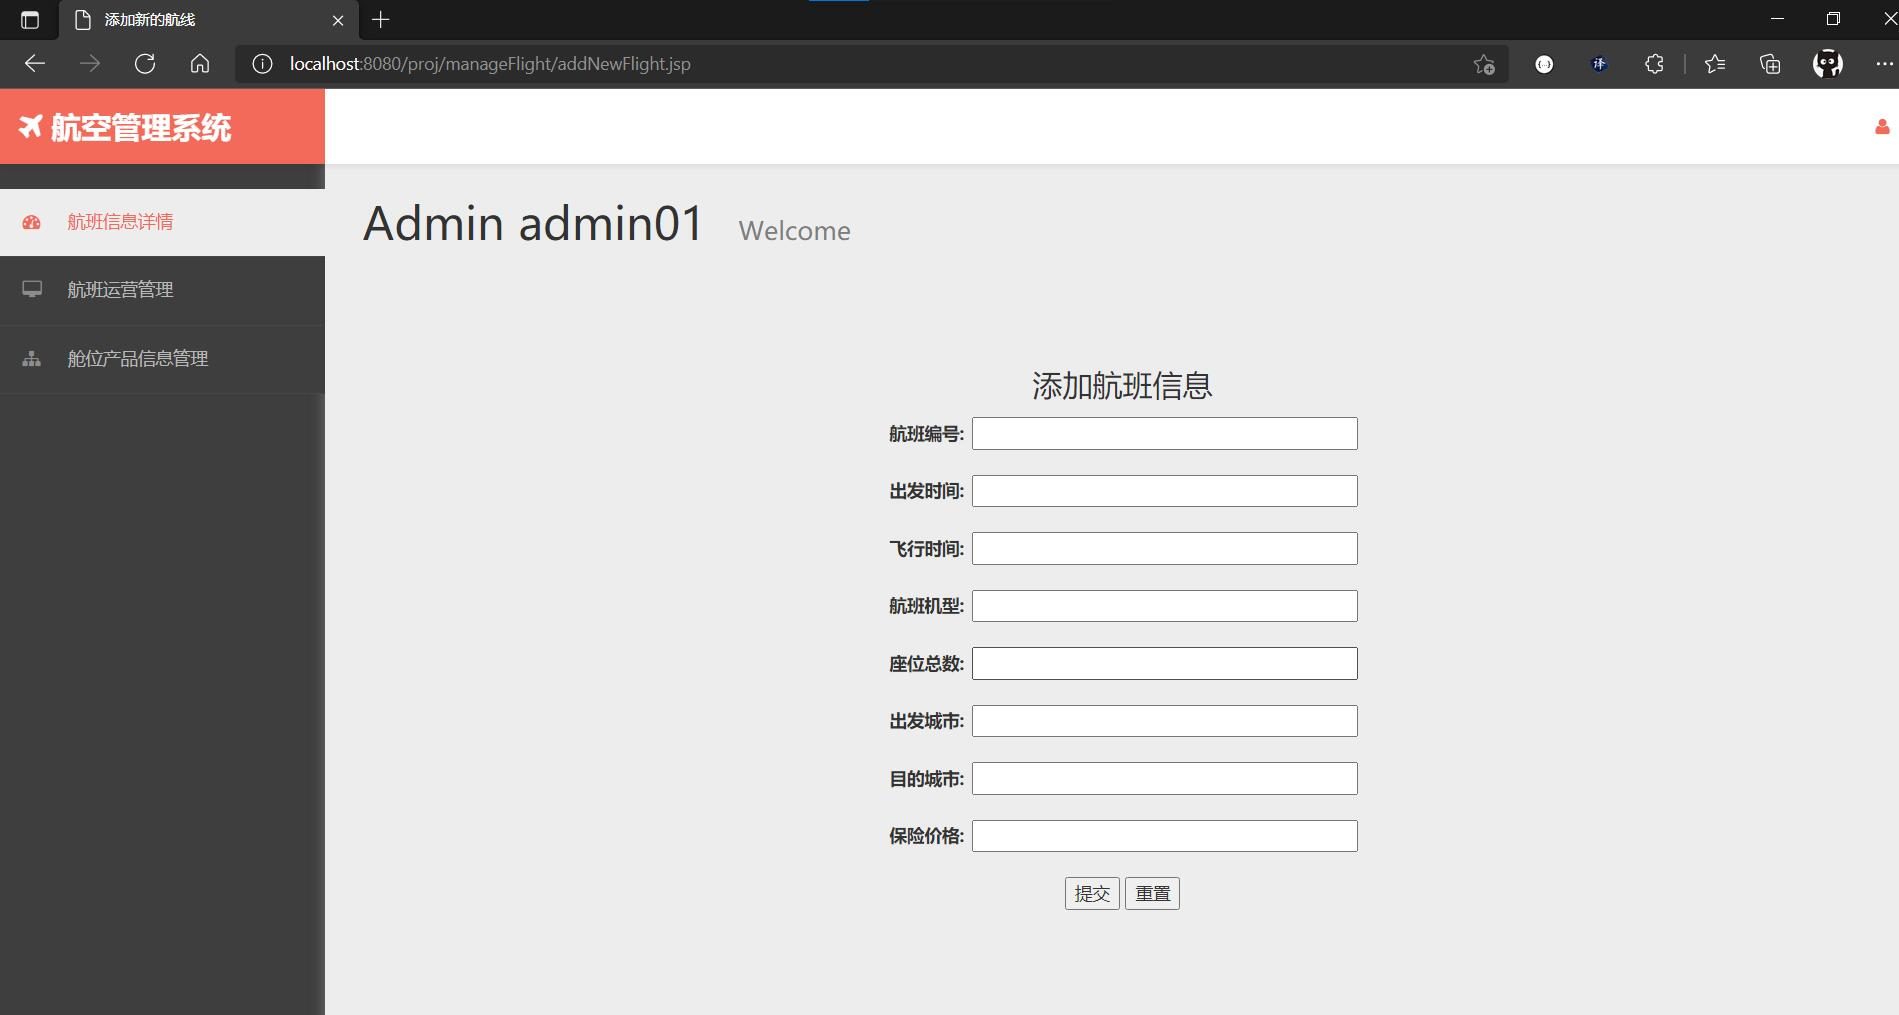 添加新的航线
localhost:8080/proj/manageFlight/addNewFlight.jsp
译
航空管理系统
航班信息详情
航班运营管理
舱位产品信息管理
Admin admin01 Welcome
添加航班信息
航班编号:
出发时间:
飞行时间:
航班机型:
座位总数:
出发城市:
目的城市:
保险价格:
提交 重置